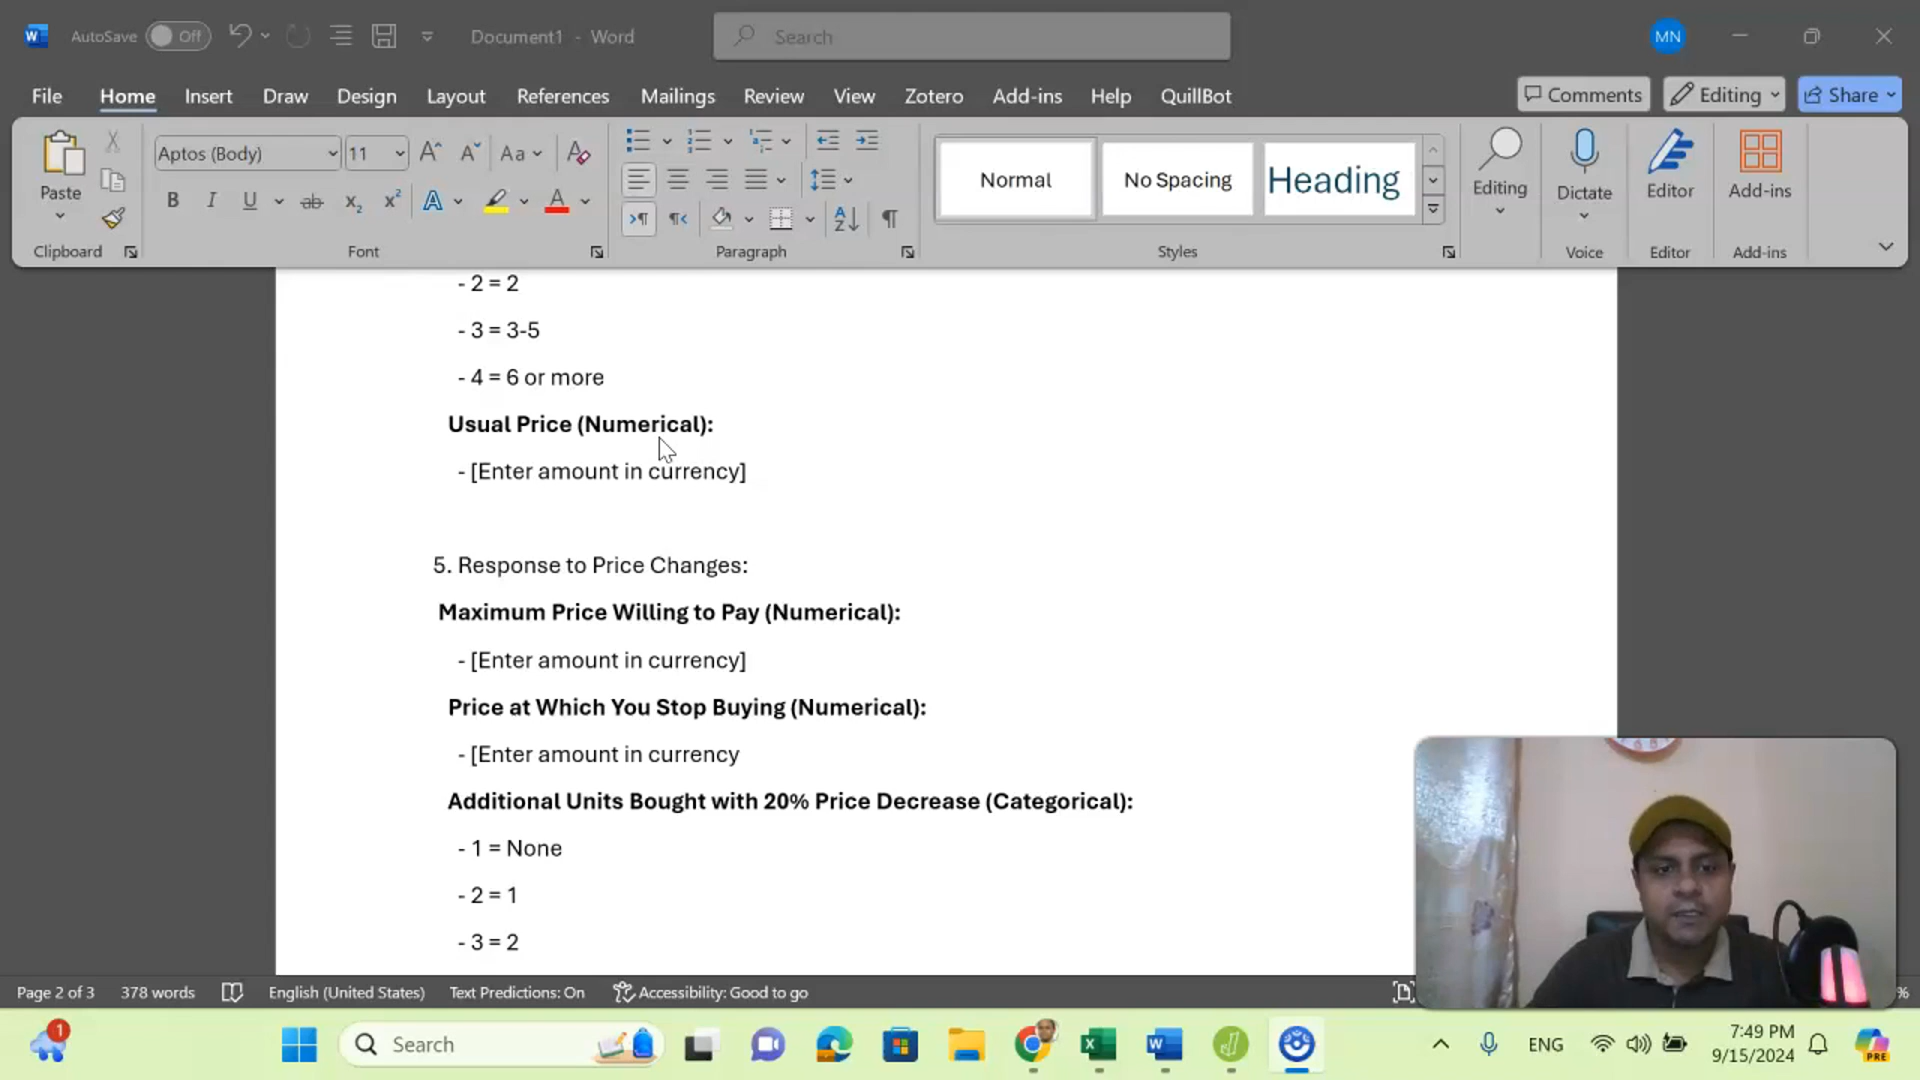 AutoSave Off Document1 - Word Search MN
File Home Insert Draw Design Layout References Mailings Review View Zotero Add-ins Help QuillBot Comments Editing Share
Paste Aptos (Body) 11 Aa Normal No Spacing Heading Editing Dictate Editor Add-ins
B I U ab x₂ x² A A
Clipboard Font Paragraph Styles Voice Editor Add-ins
- 2 = 2
- 3 = 3-5
- 4 = 6 or more
Usual Price (Numerical):
- [Enter amount in currency]
5. Response to Price Changes:
Maximum Price Willing to Pay (Numerical):
- [Enter amount in currency]
Price at Which You Stop Buying (Numerical):
- [Enter amount in currency
Additional Units Bought with 20% Price Decrease (Categorical):
- 1 = None
- 2 = 1
- 3 = 2
Page 2 of 3 378 words English (United States) Text Predictions: On Accessibility: Good to go %
1 Search ENG 7:49 PM PRE
9/15/2024